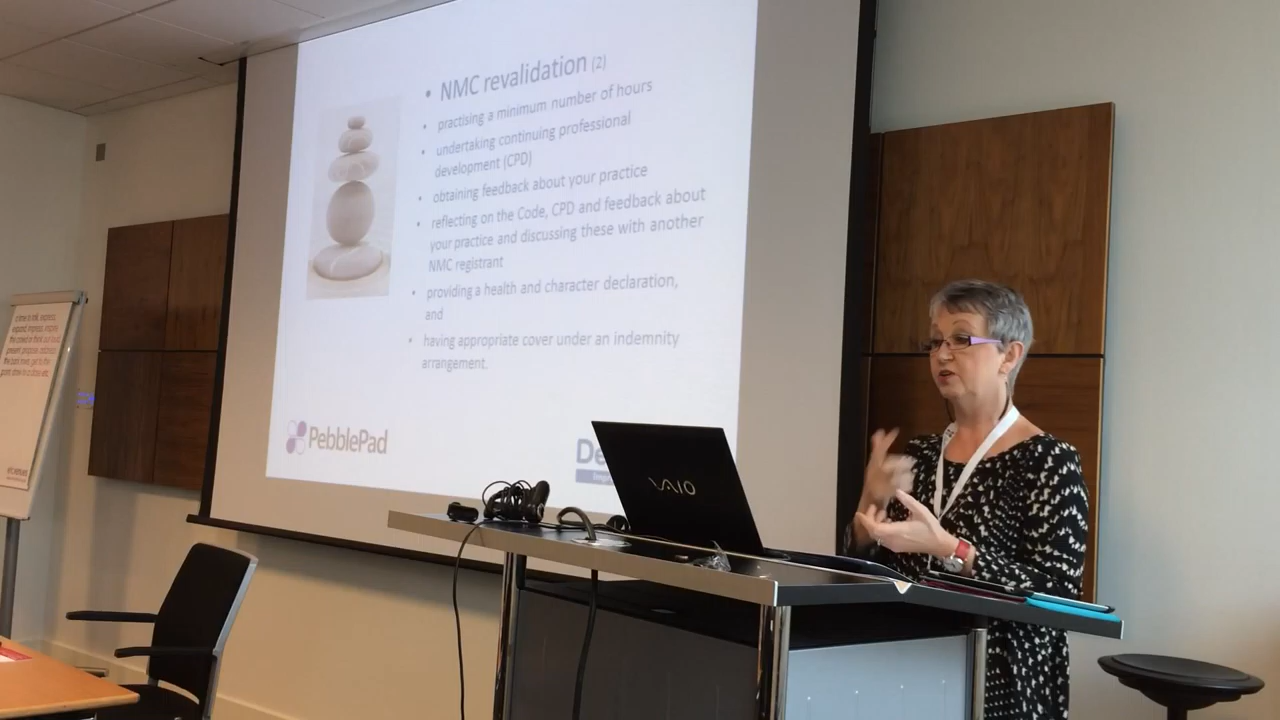 • NMC revalidation (2)
• practising a minimum number of hours
• undertaking continuing professional
development (CPD)
• obtaining feedback about your practice
• reflecting on the Code, CPD and feedback about
your practice and discussing these with another
NMC registrant
• providing a health and character declaration,
and
• having appropriate cover under an indemnity
arrangement.
PebblePad
De
VAIO